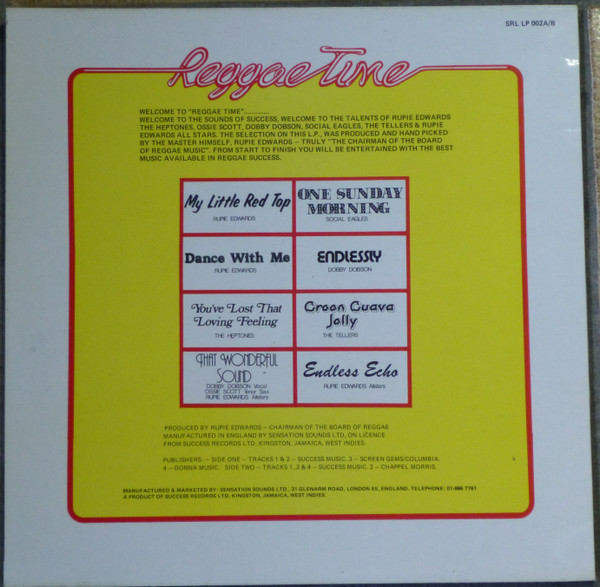 SRL LP 002A/B
Reggae Time
WELCOME TO "REGGAE TIME"............
WELCOME TO THE SOUNDS OF SUCCESS, WELCOME TO THE TALENTS OF RUPIE EDWARDS
THE HEPTONES, OSSIE SCOTT, DOBBY DOBSON, SOCIAL EAGLES, THE TELLERS & RUPIE
EDWARDS ALL STARS. THE SELECTION ON THIS L.P., WAS PRODUCED AND HAND PICKED
BY THE MASTER HIMSELF, RUPIE EDWARDS – TRULY "THE CHAIRMAN OF THE BOARD
OF REGGAE MUSIC". FROM START TO FINISH YOU WILL BE ENTERTAINED WITH THE BEST
MUSIC AVAILABLE IN REGGAE SUCCESS.
My Little Red Top
RUPIE EDWARDS
ONE SUNDAY
MORNING
SOCIAL EAGLES
Dance With Me
RUPIE EDWARDS
ENDLESSLY
DOBBY DOBSON
You've Lost That
Loving Feeling
THE HEPTONES
Croon Guava
Jolly
THE TELLERS
THAT WONDERFUL
SOUND
DOBBY DOBSON Vocal
OSSIE SCOTT Tenor Sax
RUPIE EDWARDS Allstars
Endless Echo
RUPIE EDWARDS Allstars
PRODUCED BY RUPIE EDWARDS – CHAIRMAN OF THE BOARD OF REGGAE
MANUFACTURED IN ENGLAND BY SENSATION SOUNDS LTD, ON LICENCE
FROM SUCCESS RECORDS LTD, KINGSTON, JAMAICA, WEST INDIES.
PUBLISHERS: – SIDE ONE – TRACKS 1 & 2 – SUCCESS MUSIC. 3 – SCREEN GEMS/COLUMBIA.
4 – DONNA MUSIC. SIDE TWO – TRACKS 1,,3 & 4 – SUCCESS MUSIC. 2 – CHAPPEL MORRIS.
MANUFACTURED & MARKETED BY: SENSATION SOUNDS LTD., 31 GLENARM ROAD, LONDON E5, ENGLAND. TELEPHONE: 01-986 7761
A PRODUCT OF SUCCESS RECORDS LTD, KINGSTON, JAMAICA, WEST INDIES.